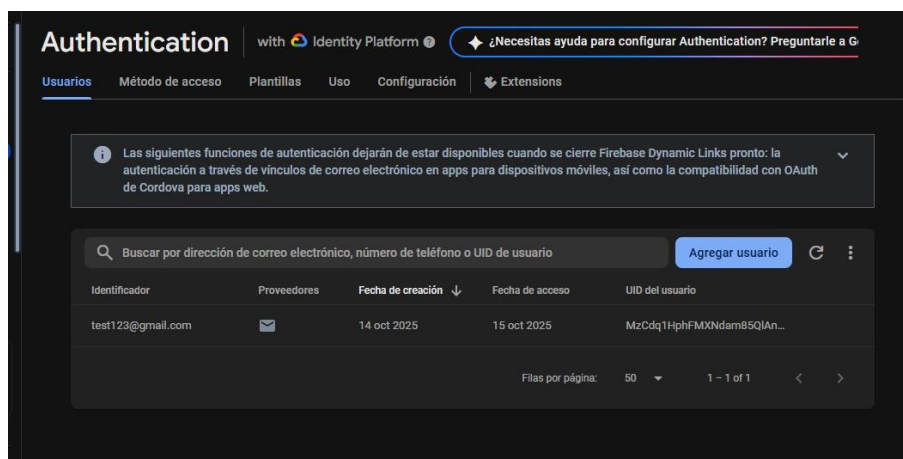 Authentication with Identity Platform ¿Necesitas ayuda para configurar Authentication? Preguntarle a G
Usuarios Método de acceso Plantillas Uso Configuración Extensions
Las siguientes funciones de autenticación dejarán de estar disponibles cuando se cierre Firebase Dynamic Links pronto: la
autenticación a través de vínculos de correo electrónico en apps para dispositivos móviles, así como la compatibilidad con OAuth
de Cordova para apps web.
Buscar por dirección de correo electrónico, número de teléfono o UID de usuario Agregar usuario
Identificador Proveedores Fecha de creación Fecha de acceso UID del usuario
test123@gmail.com 14 oct 2025 15 oct 2025 MzCdq1HphFMXNdam85QlAn...
Filas por página: 50 1 – 1 of 1